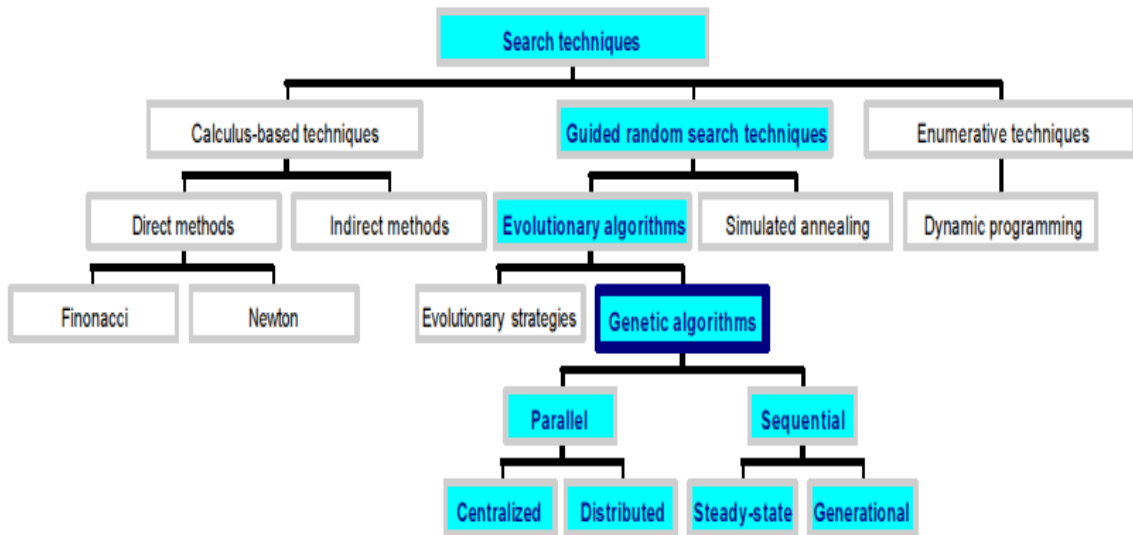 Search techniques
Calculus-based techniques
Guided random search techniques
Enumerative techniques
Direct methods
Indirect methods
Evolutionary algorithms
Simulated annealing
Dynamic programming
Finonacci
Newton
Evolutionary strategies
Genetic algorithms
Parallel
Sequential
Centralized
Distributed
Steady-state
Generational